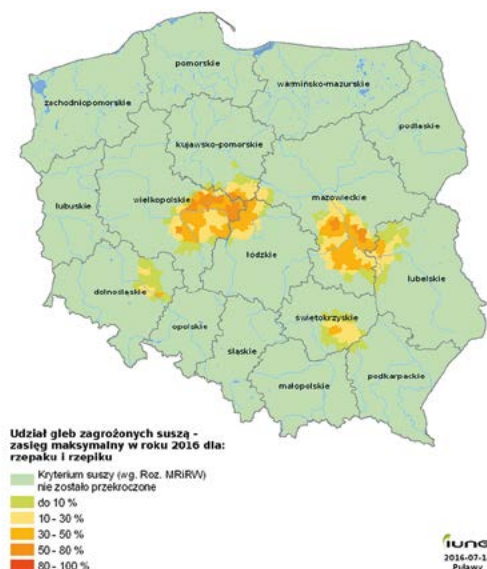 pomorskie
warmińsko-mazurskie
zachodniopomorskie
podlaskie
kujawsko-pomorskie
wielkopolskie
mazowieckie
lubuskie
łódzkie
lubelskie
dolnośląskie
świętokrzyskie
opolskie
śląskie
podkarpackie
małopolskie
Udział gleb zagrożonych suszą -
zasięg maksymalny w roku 2016 dla:
rzepaku i rzepiku
Kryterium suszy (wg. Roz. MRiRW)
nie zostało przekroczone
do 10 %
10 - 30 %
30 - 50 %
50 - 80 %
80 - 100 %
Puławy